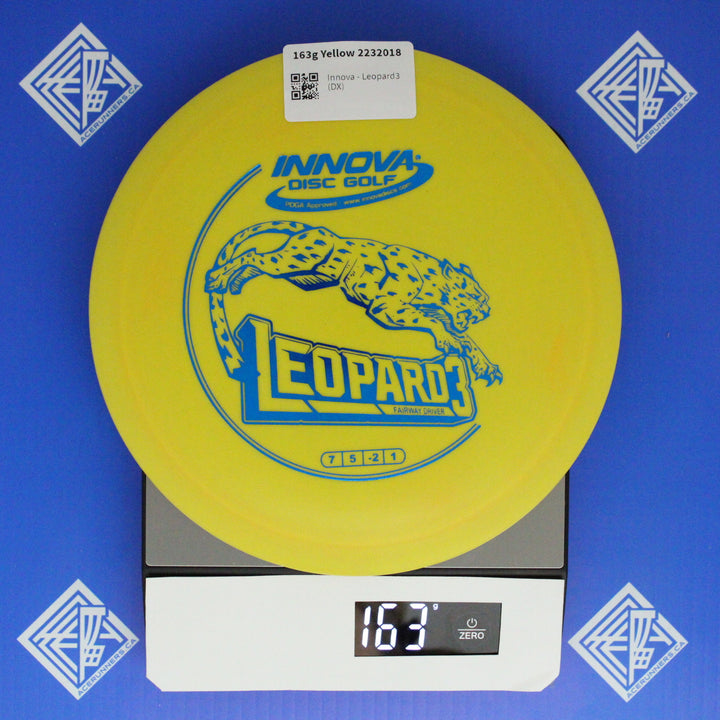 163g Yellow 2232018
Innova - Leopard3
(DX)
INNOVA®
DISC GOLF
PDGA Approved www.innovadiscs.com
LEOPARD3
FAIRWAY DRIVER
7 5 -2 1
163 g
ZERO
ACERUNNERS.CA
ACERUNNERS.CA
ACERUNNERS.CA
ACERUNNERS.CA